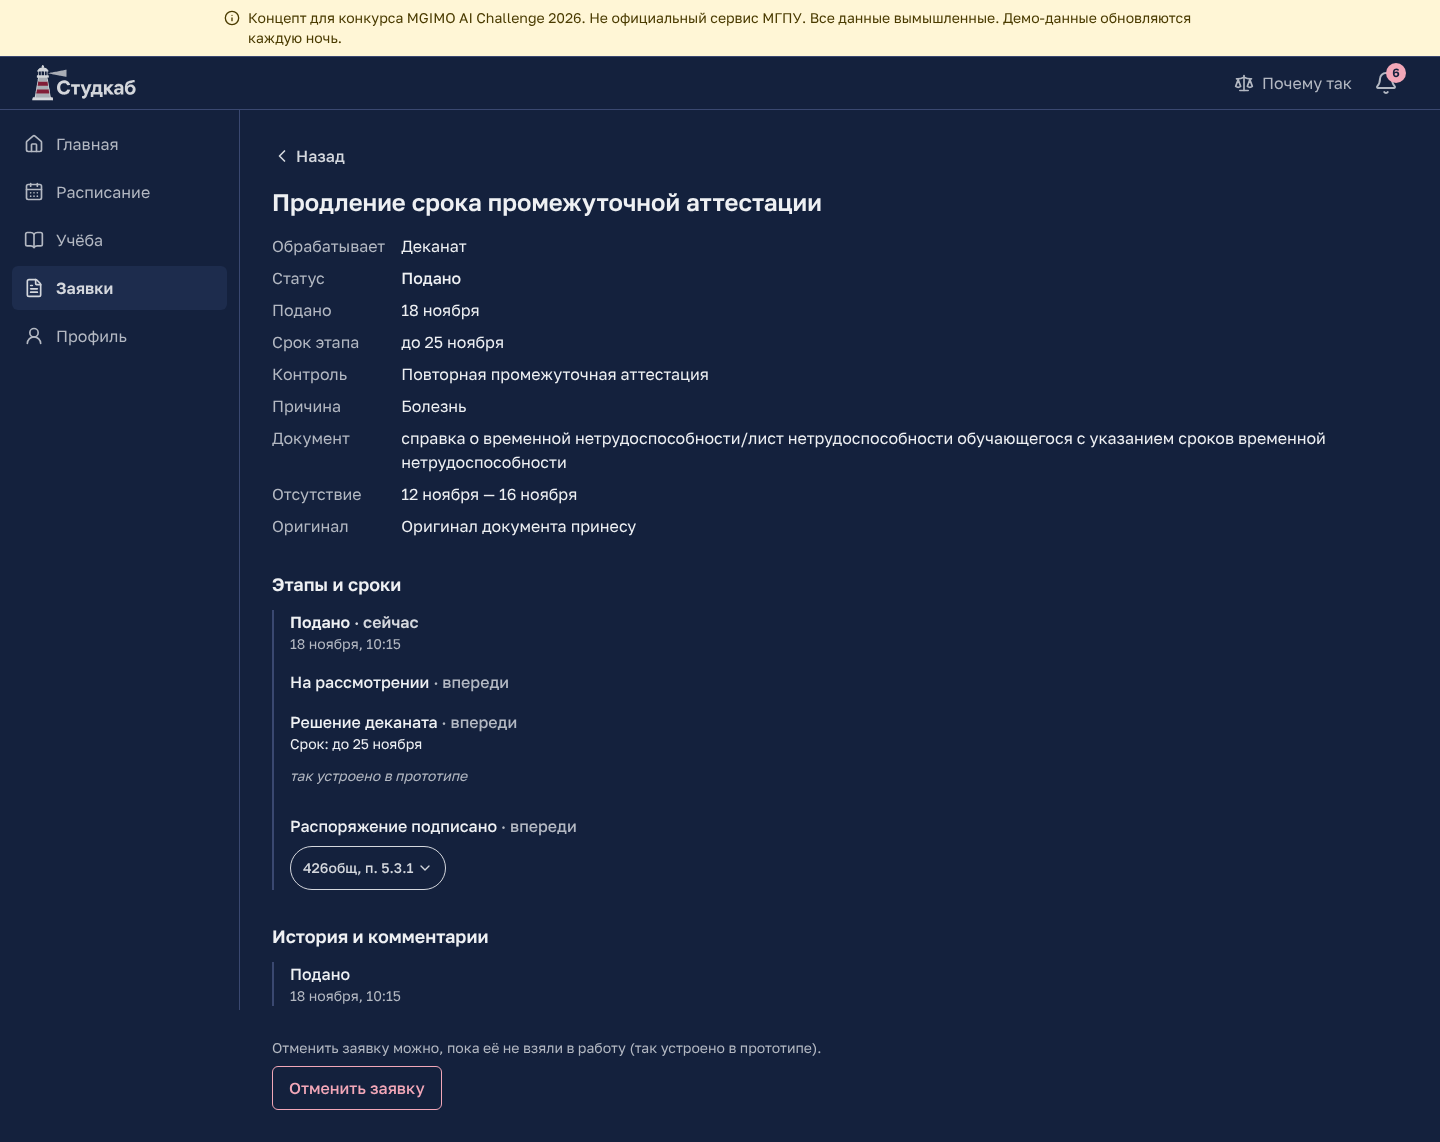 Концепт для конкурса MGIMO AI Challenge 2026. Не официальный сервис МГПУ. Все данные вымышленные. Демо-данные обновляются
каждую ночь.
Студкаб
Почему так
6
Главная
Расписание
Учёба
Заявки
Профиль
Назад
Продление срока промежуточной аттестации
Обрабатывает Деканат
Статус Подано
Подано 18 ноября
Срок этапа до 25 ноября
Контроль Повторная промежуточная аттестация
Причина Болезнь
Документ справка о временной нетрудоспособности/лист нетрудоспособности обучающегося с указанием сроков временной
нетрудоспособности
Отсутствие 12 ноября — 16 ноября
Оригинал Оригинал документа принесу
Этапы и сроки
Подано · сейчас
18 ноября, 10:15
На рассмотрении · впереди
Решение деканата · впереди
Срок: до 25 ноября
так устроено в прототипе
Распоряжение подписано · впереди
426общ, п. 5.3.1
История и комментарии
Подано
18 ноября, 10:15
Отменить заявку можно, пока её не взяли в работу (так устроено в прототипе).
Отменить заявку